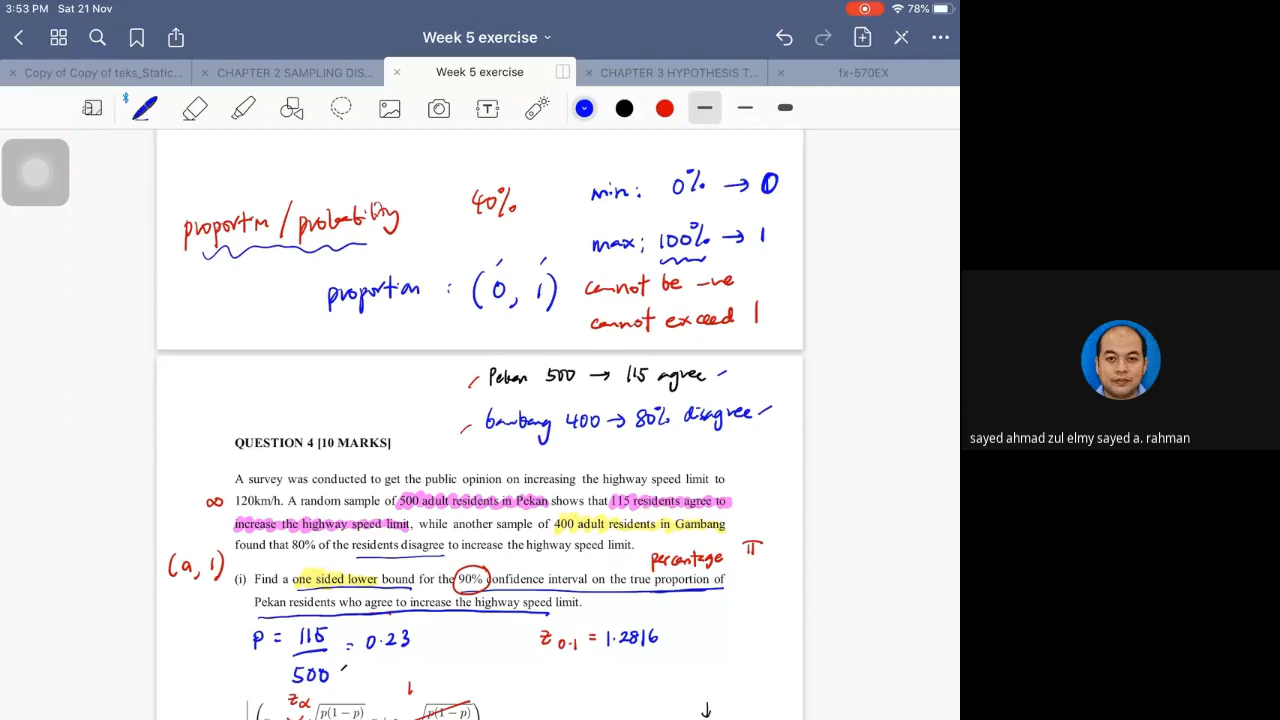 3:53 PM Sat 21 Nov
78%
Week 5 exercise
Copy of Copy of teks_Static...
CHAPTER 2 SAMPLING DIS...
Week 5 exercise
CHAPTER 3 HYPOTHESIS T...
fx-570EX
proportion / probability
40%
min : 0% → 0
max ; 100% → 1
proportion : (0, 1)
cannot be -ve
cannot exceed 1
Pekan 500 → 115 agree
Gambang 400 → 80% disagree
QUESTION 4 [10 MARKS]
A survey was conducted to get the public opinion on increasing the highway speed limit to
∞ 120km/h. A random sample of 500 adult residents in Pekan shows that 115 residents agree to
increase the highway speed limit, while another sample of 400 adult residents in Gambang
found that 80% of the residents disagree to increase the highway speed limit.
percentage π
(a, 1)
(i) Find a one sided lower bound for the 90% confidence interval on the true proportion of
Pekan residents who agree to increase the highway speed limit.
P = 115 / 500 = 0.23
z 0.1 = 1.2816
zα
√p(1 − p)
√p(1 − p)
↓
sayed ahmad zul elmy sayed a. rahman